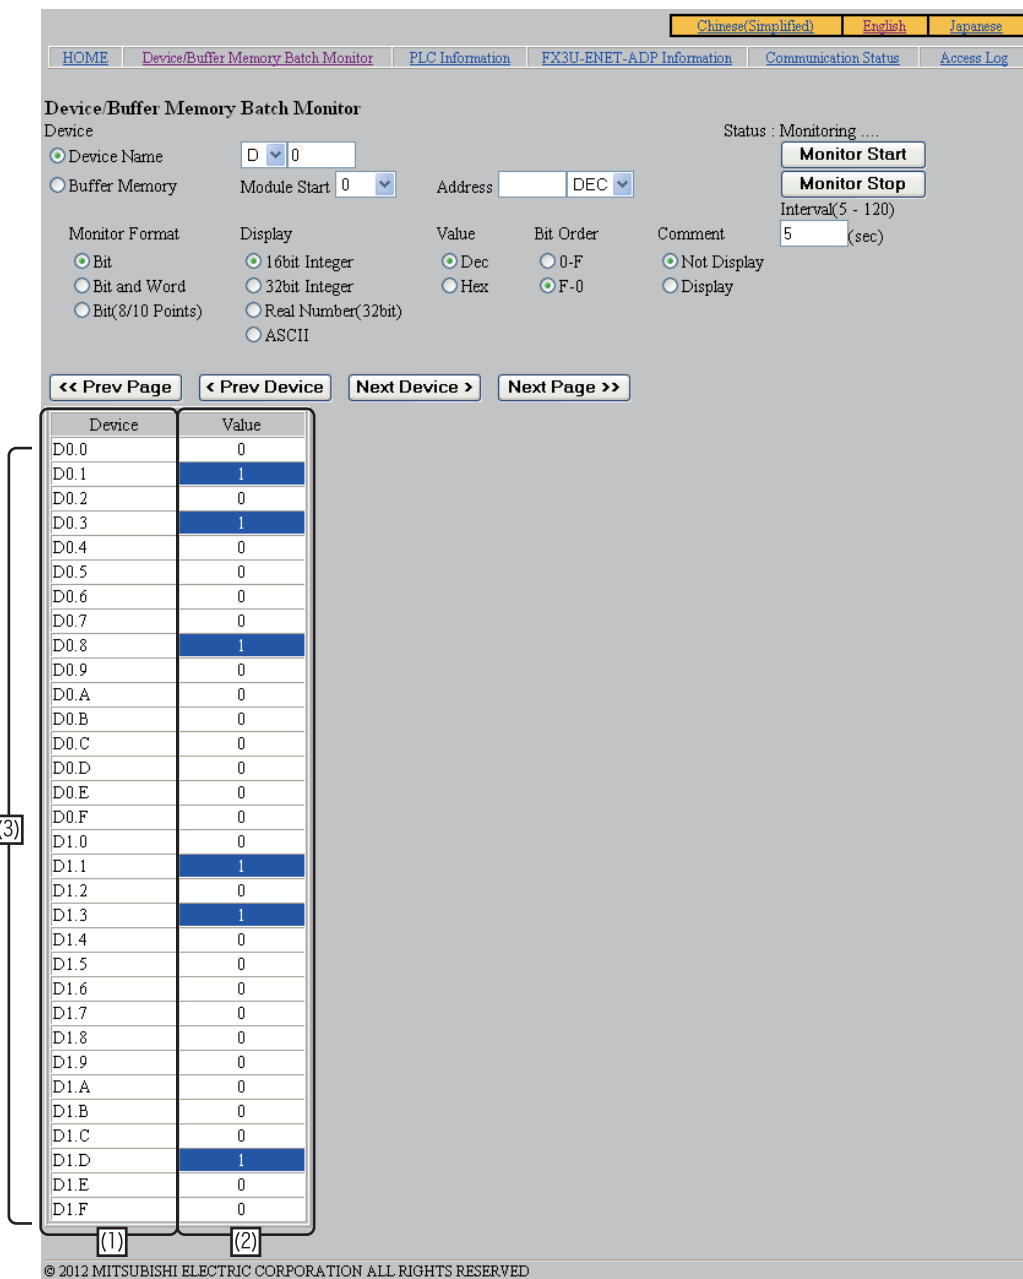 Chinese(Simplified) English Japanese
HOME Device/Buffer Memory Batch Monitor PLC Information FX3U-ENET-ADP Information Communication Status Access Log
Device/Buffer Memory Batch Monitor
Device Status : Monitoring ....
Device Name D 0 Monitor Start
Buffer Memory Module Start 0 Address DEC Monitor Stop
Interval(5 - 120)
Monitor Format Display Value Bit Order Comment 5 (sec)
Bit 16bit Integer Dec 0-F Not Display
Bit and Word 32bit Integer Hex F-0 Display
Bit(8/10 Points) Real Number(32bit)
ASCII
<< Prev Page < Prev Device Next Device > Next Page >>
Device Value
D0.0 0
D0.1 1
D0.2 0
D0.3 1
D0.4 0
D0.5 0
D0.6 0
D0.7 0
D0.8 1
D0.9 0
D0.A 0
D0.B 0
D0.C 0
D0.D 0
D0.E 0
D0.F 0
(3)
D1.0 0
D1.1 1
D1.2 0
D1.3 1
D1.4 0
D1.5 0
D1.6 0
D1.7 0
D1.8 0
D1.9 0
D1.A 0
D1.B 0
D1.C 0
D1.D 1
D1.E 0
D1.F 0
(1) (2)
© 2012 MITSUBISHI ELECTRIC CORPORATION ALL RIGHTS RESERVED